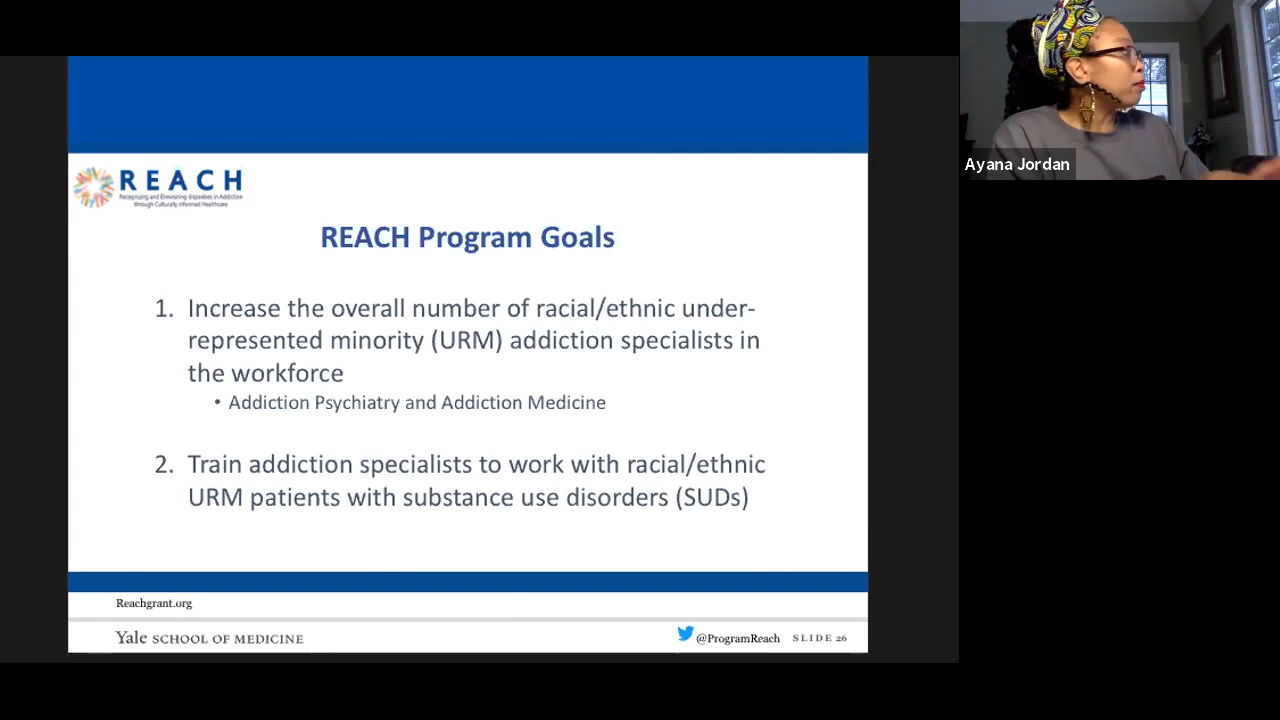 REACH
Recognizing and Eliminating disparities in Addiction
through Culturally informed Healthcare
REACH Program Goals
1. Increase the overall number of racial/ethnic under-
represented minority (URM) addiction specialists in
the workforce
• Addiction Psychiatry and Addiction Medicine
2. Train addiction specialists to work with racial/ethnic
URM patients with substance use disorders (SUDs)
Reachgrant.org
Yale SCHOOL OF MEDICINE
@ProgramReach SLIDE 26
Ayana Jordan